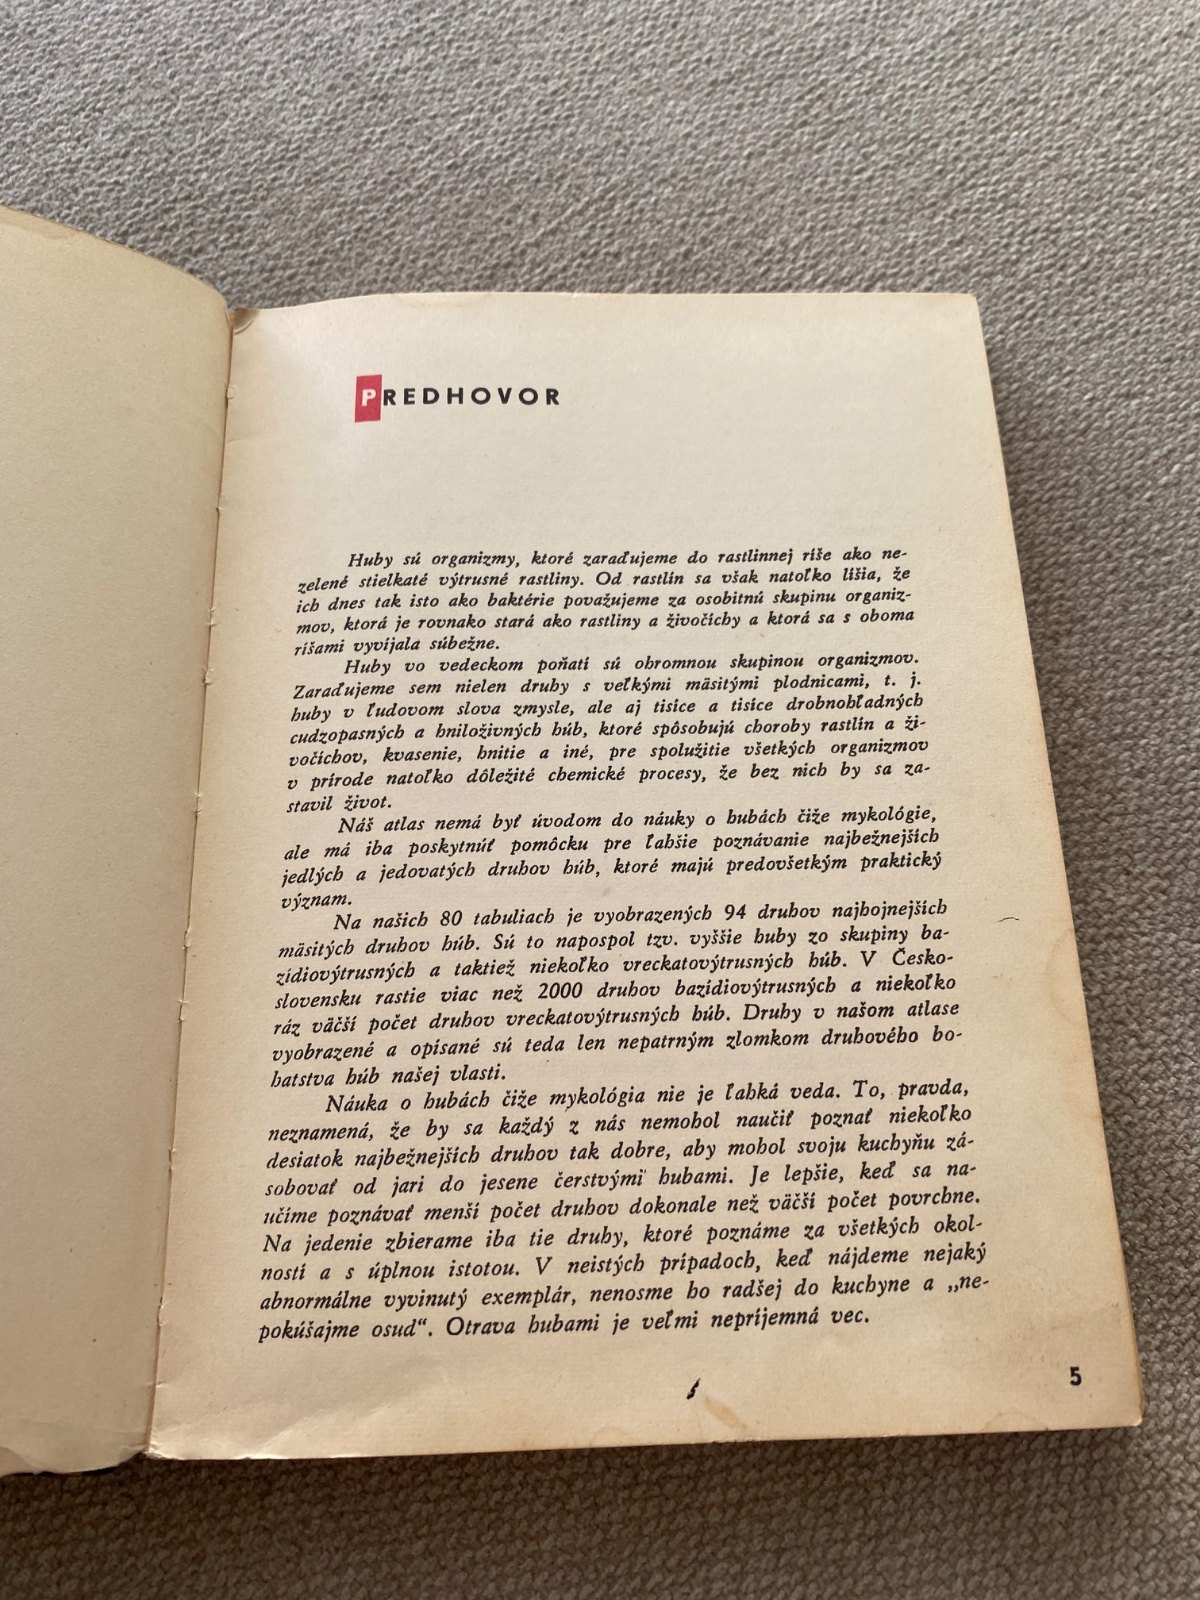 PREDHOVOR
Huby sú organizmy, ktoré zaraďujeme do rastlinnej ríše ako ne-
zelené stielkaté výtrusné rastliny. Od rastlín sa však natoľko líšia, že
ich dnes tak isto ako baktérie považujeme za osobitnú skupinu organiz-
mov, ktorá je rovnako stará ako rastliny a živočíchy a ktorá sa s oboma
ríšami vyvíjala súbežne.
Huby vo vedeckom poňatí sú ohromnou skupinou organizmov.
Zaraďujeme sem nielen druhy s veľkými mäsitými plodnicami, t. j.
huby v ľudovom slova zmysle, ale aj tisíce a tisíce drobnohľadných
cudzopasných a hniloživných húb, ktoré spôsobujú choroby rastlín a ži-
vočíchov, kvasenie, hnitie a iné, pre spolužitie všetkých organizmov
v prírode natoľko dôležité chemické procesy, že bez nich by sa za-
stavil život.
Náš atlas nemá byť úvodom do náuky o hubách čiže mykológie,
ale má iba poskytnúť pomôcku pre ľahšie poznávanie najbežnejších
jedlých a jedovatých druhov húb, ktoré majú predovšetkým praktický
význam.
Na našich 80 tabuliach je vyobrazených 94 druhov najhojnejších
mäsitých druhov húb. Sú to napospol tzv. vyššie huby zo skupiny ba-
zídiovýtrusných a taktiež niekoľko vreckatovýtrusných húb. V Česko-
slovensku rastie viac než 2000 druhov bazídiovýtrusných a niekoľko
ráz väčší počet druhov vreckatovýtrusných húb. Druhy v našom atlase
vyobrazené a opísané sú teda len nepatrným zlomkom druhového bo-
hatstva húb našej vlasti.
Náuka o hubách čiže mykológia nie je ľahká veda. To, pravda,
neznamená, že by sa každý z nás nemohol naučiť poznať niekoľko
desiatok najbežnejších druhov tak dobre, aby mohol svoju kuchyňu zá-
sobovať od jari do jesene čerstvými hubami. Je lepšie, keď sa na-
učíme poznávať menší počet druhov dokonale než väčší počet povrchne.
Na jedenie zbierame iba tie druhy, ktoré poznáme za všetkých okol-
ností a s úplnou istotou. V neistých prípadoch, keď nájdeme nejaký
abnormálne vyvinutý exemplár, nenosme ho radšej do kuchyne a „ne-
pokúšajme osud“. Otrava hubami je veľmi nepríjemná vec.
5